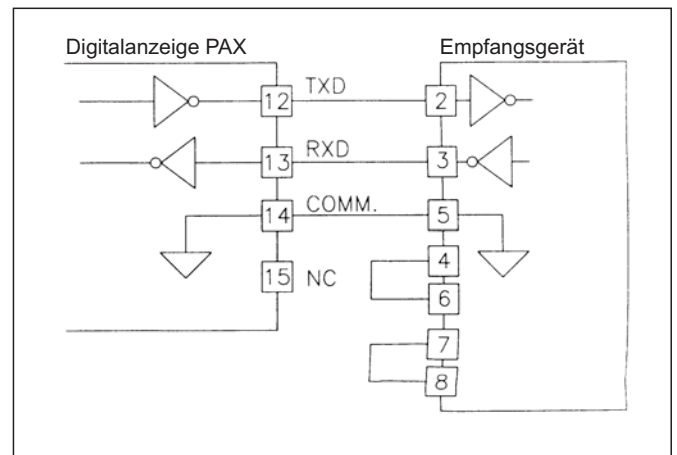 Digitalanzeige PAX Empfangsgerät
12 TXD 2
13 RXD 3
14 COMM. 5
15 NC
4
6
7
8